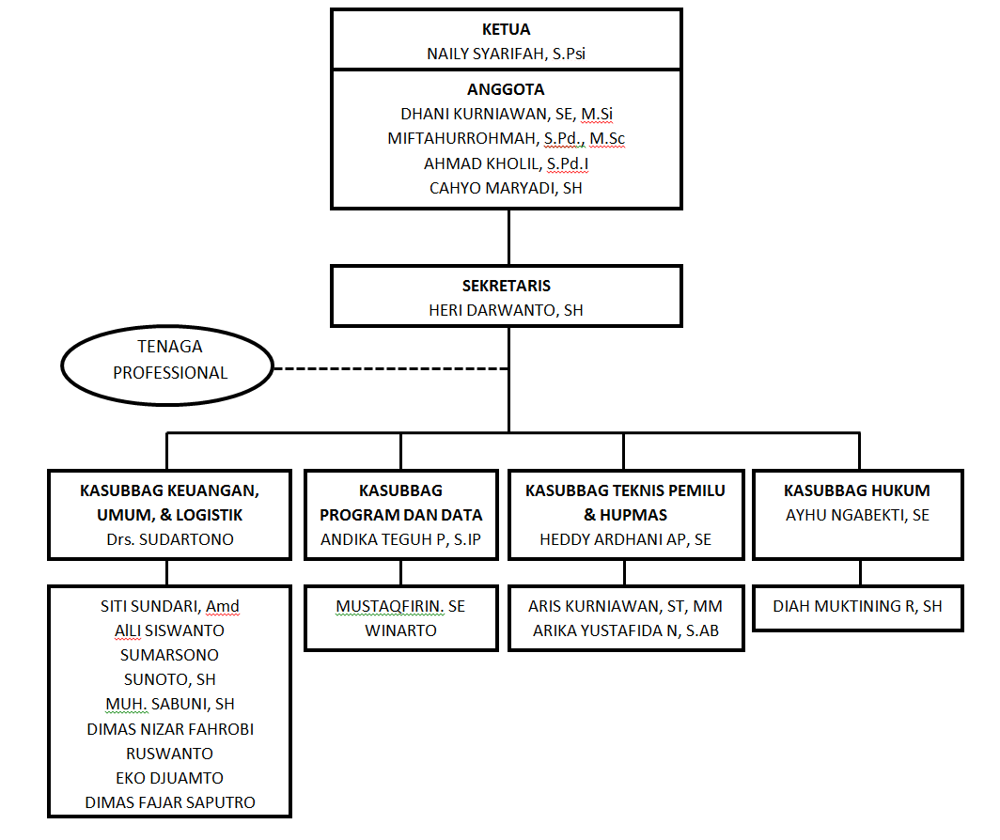 KETUA
NAILY SYARIFAH, S.Psi
ANGGOTA
DHANI KURNIAWAN, SE, M.Si
MIFTAHURROHMAH, S.Pd., M.Sc
AHMAD KHOLIL, S.Pd.I
CAHYO MARYADI, SH
SEKRETARIS
HERI DARWANTO, SH
TENAGA
PROFESSIONAL
KASUBBAG KEUANGAN,
UMUM, & LOGISTIK
Drs. SUDARTONO
KASUBBAG
PROGRAM DAN DATA
ANDIKA TEGUH P, S.IP
KASUBBAG TEKNIS PEMILU
& HUPMAS
HEDDY ARDHANI AP, SE
KASUBBAG HUKUM
AYHU NGABEKTI, SE
SITI SUNDARI, Amd
AlLI SISWANTO
SUMARSONO
SUNOTO, SH
MUH. SABUNI, SH
DIMAS NIZAR FAHROBI
RUSWANTO
EKO DJUAMTO
DIMAS FAJAR SAPUTRO
MUSTAQFIRIN. SE
WINARTO
ARIS KURNIAWAN, ST, MM
ARIKA YUSTAFIDA N, S.AB
DIAH MUKTINING R, SH